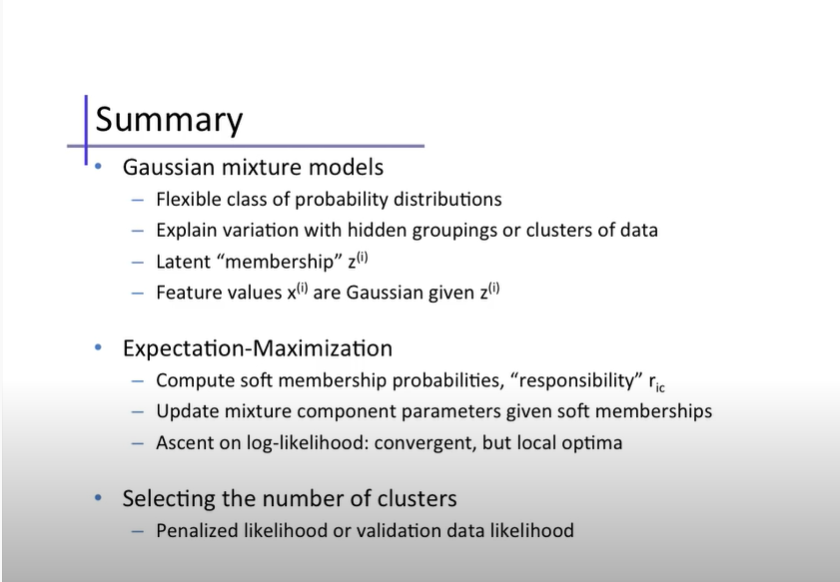 Summary
• Gaussian mixture models
– Flexible class of probability distributions
– Explain variation with hidden groupings or clusters of data
– Latent “membership” z⁽ⁱ⁾
– Feature values x⁽ⁱ⁾ are Gaussian given z⁽ⁱ⁾
• Expectation-Maximization
– Compute soft membership probabilities, “responsibility” r_ic
– Update mixture component parameters given soft memberships
– Ascent on log-likelihood: convergent, but local optima
• Selecting the number of clusters
– Penalized likelihood or validation data likelihood